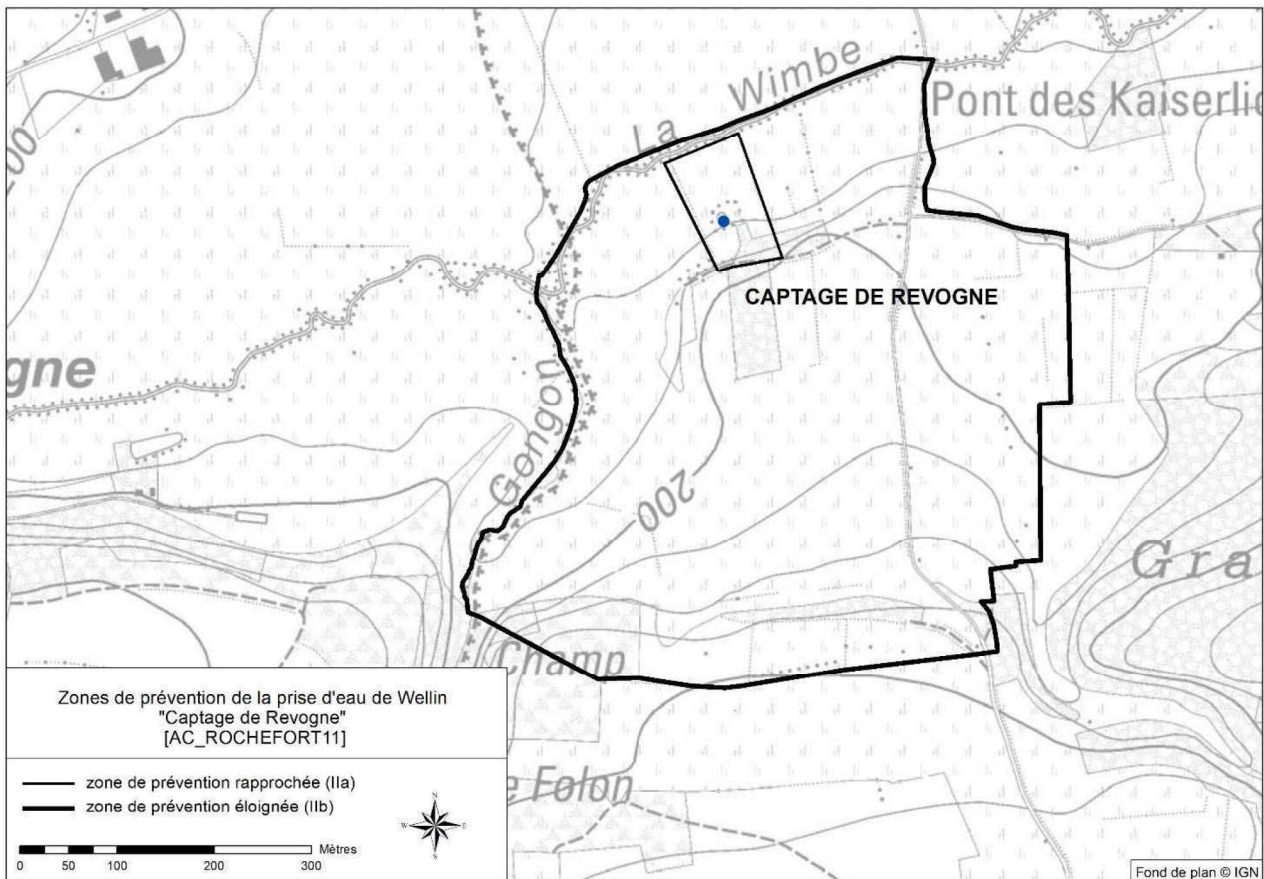 La Wimbe
Pont des Kaiserlic
200
CAPTAGE DE REVOGNE
gne
Gongon
200
Gra
Champ
e Folon
Zones de prévention de la prise d'eau de Wellin
"Captage de Revogne"
[AC_ROCHEFORT11]
zone de prévention rapprochée (IIa)
zone de prévention éloignée (IIb)
N
W E
S
Mètres
0 50 100 200 300
Fond de plan © IGN